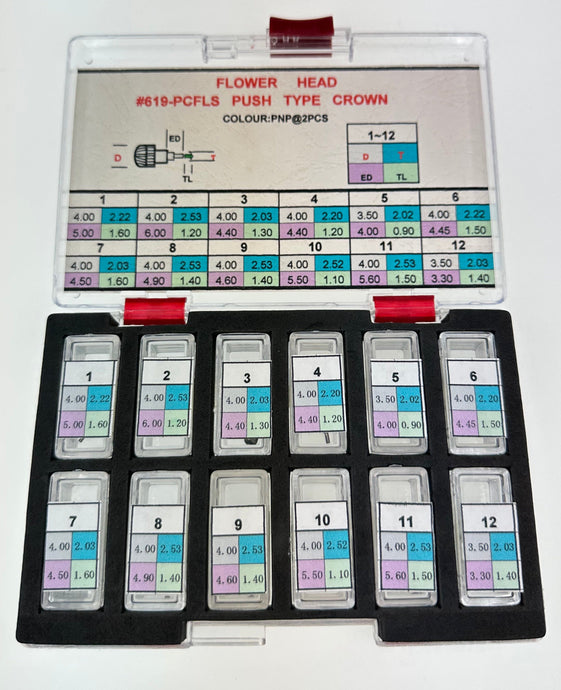 FLOWER HEAD
#619-PCFLS PUSH TYPE CROWN
COLOUR:PNP@2PCS
ED
D
T
TL
1~12
D T
ED TL
1 2 3 4 5 6
4.00 2.22 4.00 2.53 4.00 2.03 4.00 2.20 3.50 2.02 4.00 2.22
5.00 1.60 6.00 1.20 4.40 1.30 4.40 1.20 4.00 0.90 4.45 1.50
7 8 9 10 11 12
4.00 2.03 4.00 2.53 4.00 2.53 4.00 2.52 4.00 2.53 3.50 2.03
4.50 1.60 4.90 1.40 4.60 1.40 5.50 1.10 5.60 1.50 3.30 1.40
1 2 3 4 5 6
4.00 2.22 4.00 2.53 4.00 2.03 4.00 2.20 3.50 2.02 4.00 2.20
5.00 1.60 6.00 1.20 4.40 1.30 4.40 1.20 4.00 0.90 4.45 1.50
7 8 9 10 11 12
4.00 2.03 4.00 2.53 4.00 2.53 4.00 2.52 4.00 2.53 3.50 2.03
4.50 1.60 4.90 1.40 4.60 1.40 5.50 1.10 5.60 1.50 3.30 1.40